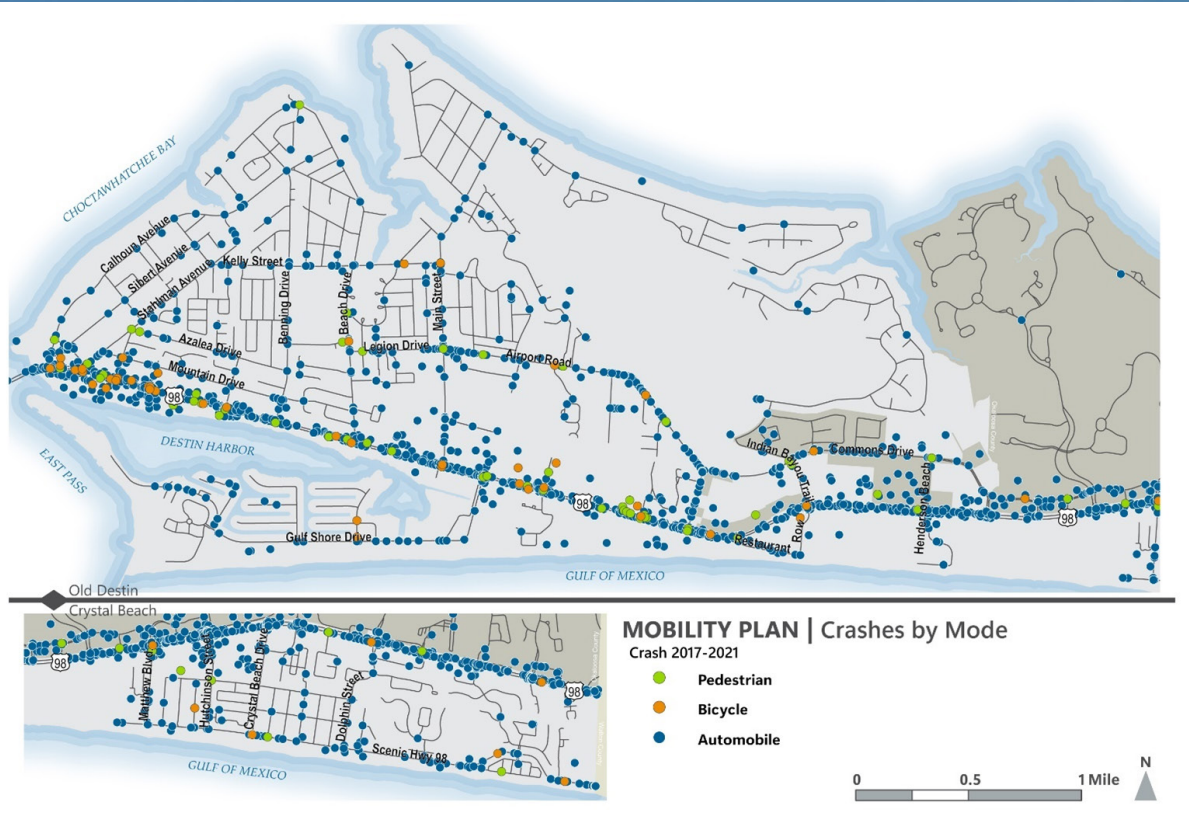 CHOCTAWHATCHEE BAY
Calhoun Avenue
Sibert Avenue
Stahlman Avenue
Kelly Street
Benning Drive
Beach Drive
Main Street
Azalea Drive
Legion Drive
Airport Road
Mountain Drive
98
DESTIN HARBOR
EAST PASS
Indian Bayou Trail
Commons Drive
Henderson Beach
98
98
Gulf Shore Drive
Restaurant
Row
GULF OF MEXICO
Old Destin
Crystal Beach
98
Matthew Blvd
Hutchinson Street
Crystal Beach Drive
Dolphin Street
Scenic Hwy 98
98
GULF OF MEXICO
MOBILITY PLAN | Crashes by Mode
Crash 2017-2021
Pedestrian
Bicycle
Automobile
0 0.5 1 Mile
N